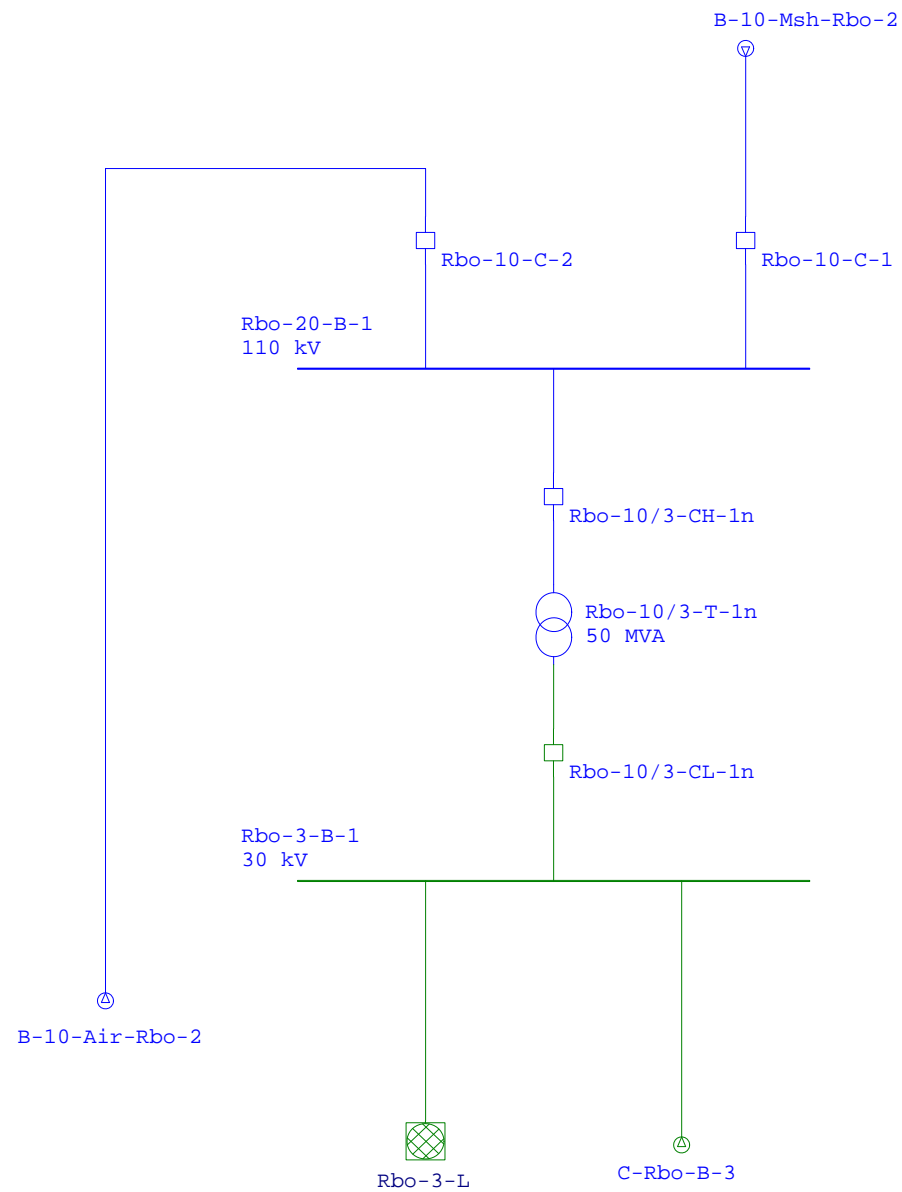 B-10-Msh-Rbo-2
Rbo-10-C-2
Rbo-10-C-1
Rbo-20-B-1
110 kV
Rbo-10/3-CH-1n
Rbo-10/3-T-1n
50 MVA
Rbo-10/3-CL-1n
Rbo-3-B-1
30 kV
B-10-Air-Rbo-2
Rbo-3-L
C-Rbo-B-3